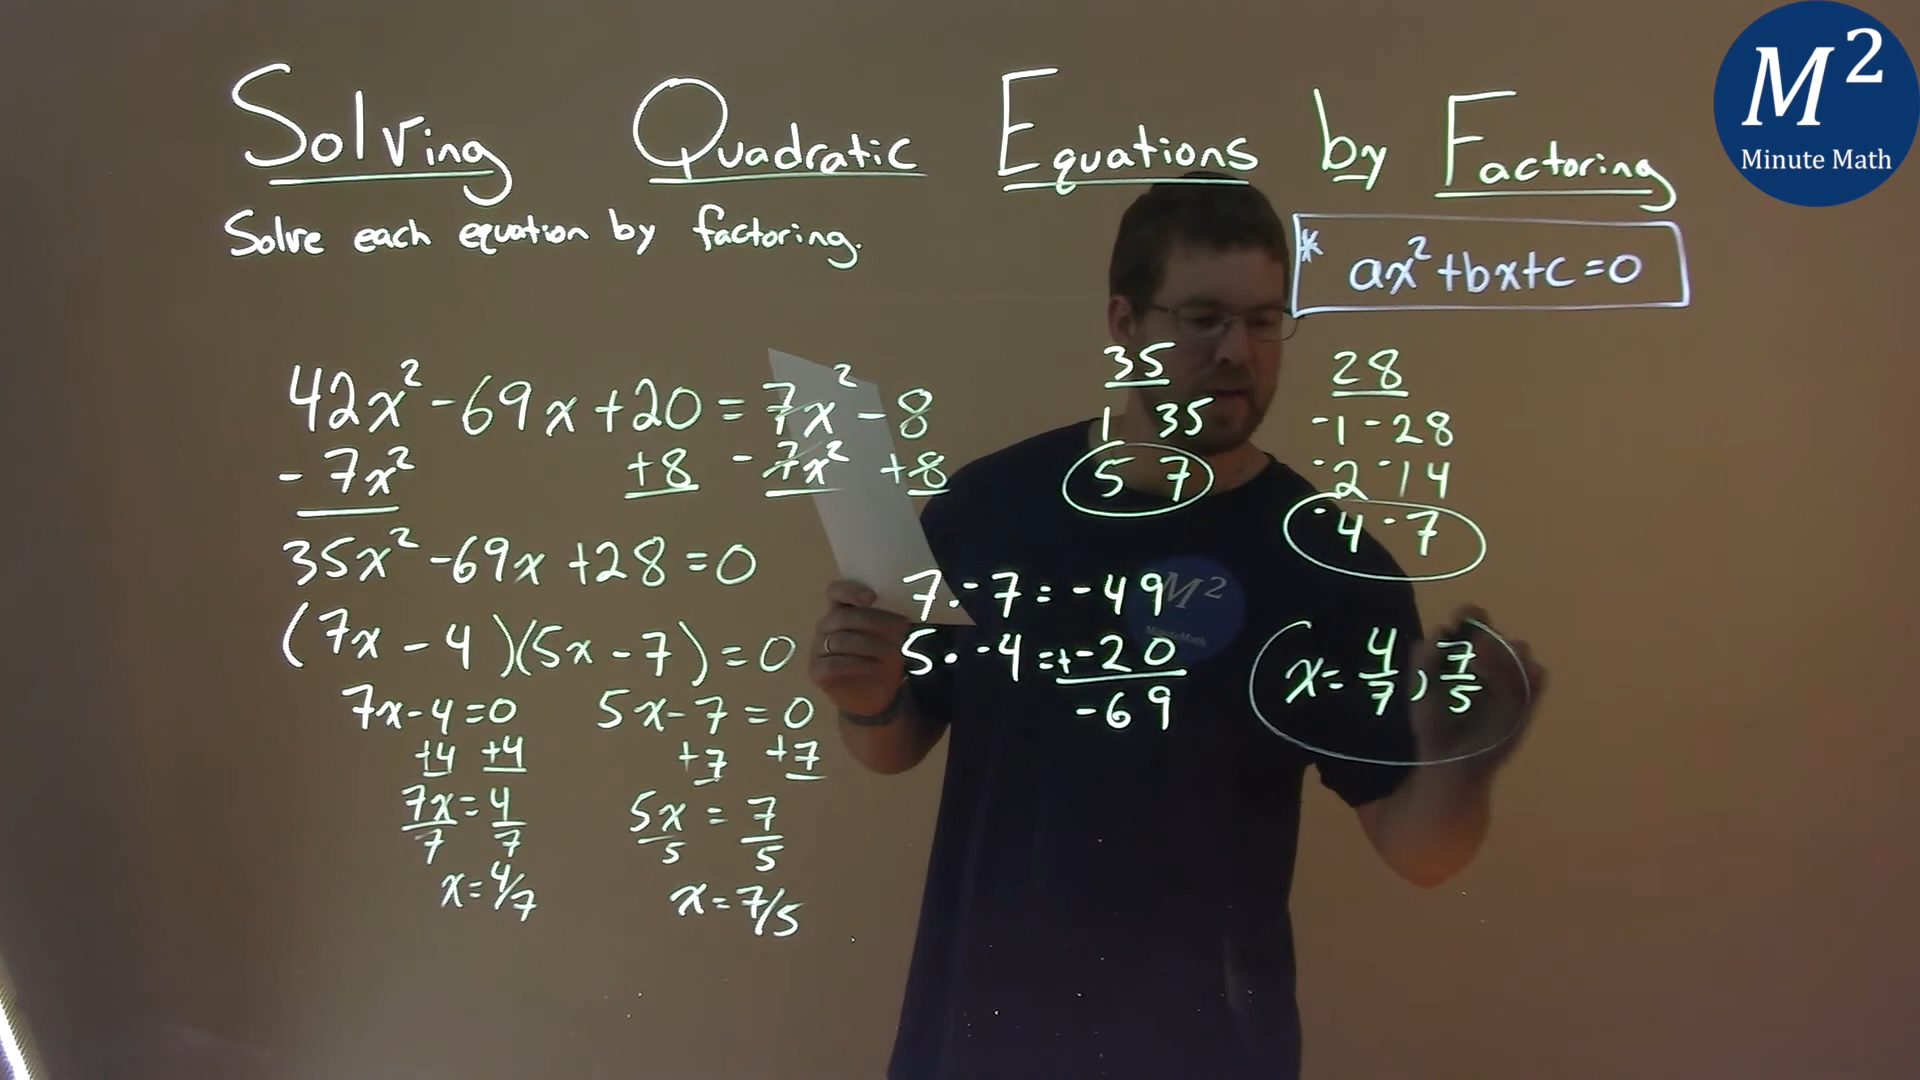 M²
Minute Math
Solving Quadratic Equations by Factoring
Solve each equation by factoring.
* ax²+bx+c=0
42x²-69x+20=7x²-8
-7x² +8 -7x² +8
35x²-69x+28=0
(7x-4)(5x-7)=0
7x-4=0
+4 +4
7x=4
7 7
x=4/7
5x-7=0
+7 +7
5x=7
5 5
x=7/5
35
1 35
5 7
28
-1 -28
-2 -14
-4 -7
7·-7=-49
5·-4=+-20
-69
x=4/7, 7/5
M²
MinuteMath